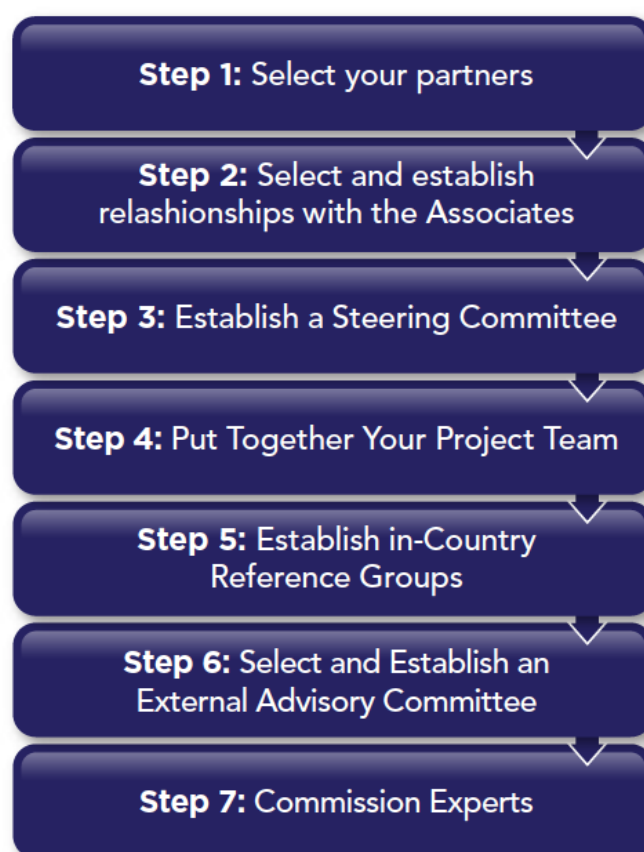 Step 1: Select your partners
Step 2: Select and establish
relashionships with the Associates
Step 3: Establish a Steering Committee
Step 4: Put Together Your Project Team
Step 5: Establish in-Country
Reference Groups
Step 6: Select and Establish an
External Advisory Committee
Step 7: Commission Experts